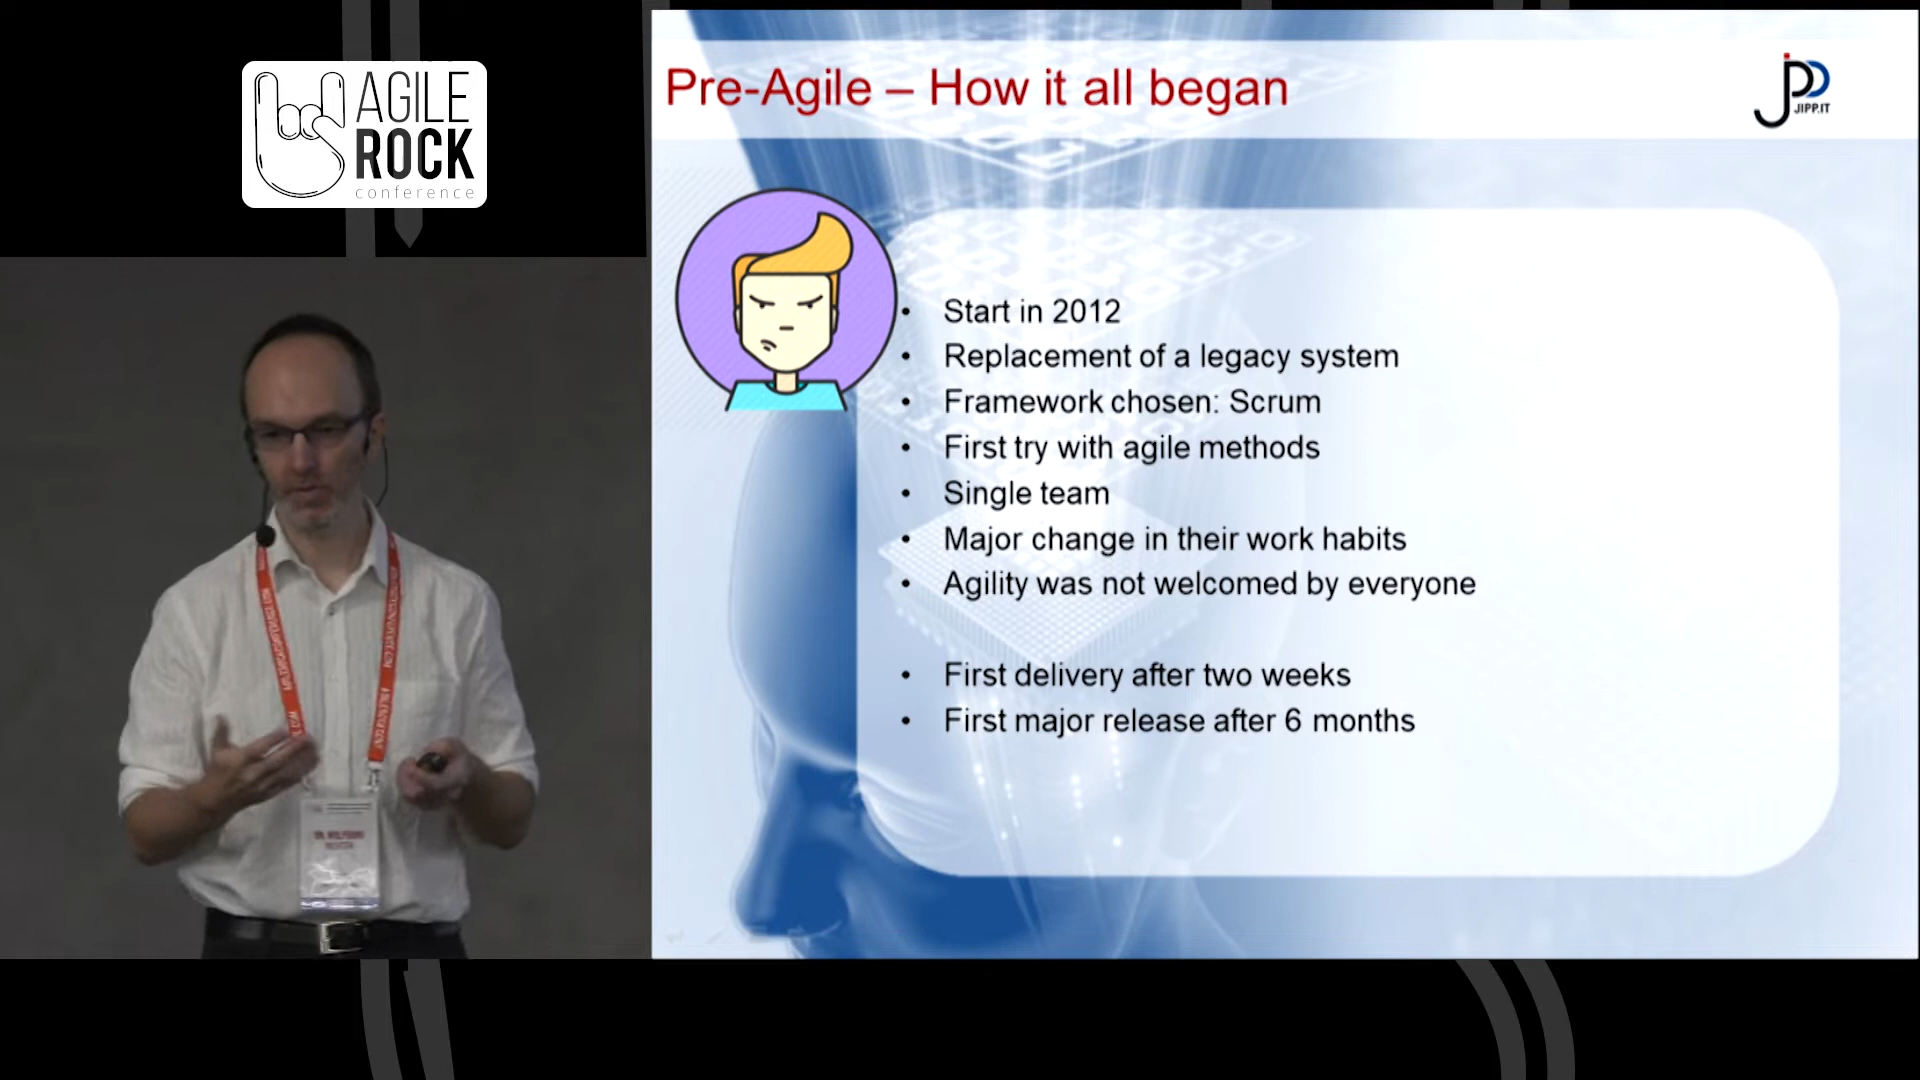 AGILE
ROCK
conference
Pre-Agile – How it all began
JIPP.IT
• Start in 2012
• Replacement of a legacy system
• Framework chosen: Scrum
• First try with agile methods
• Single team
• Major change in their work habits
• Agility was not welcomed by everyone
• First delivery after two weeks
• First major release after 6 months